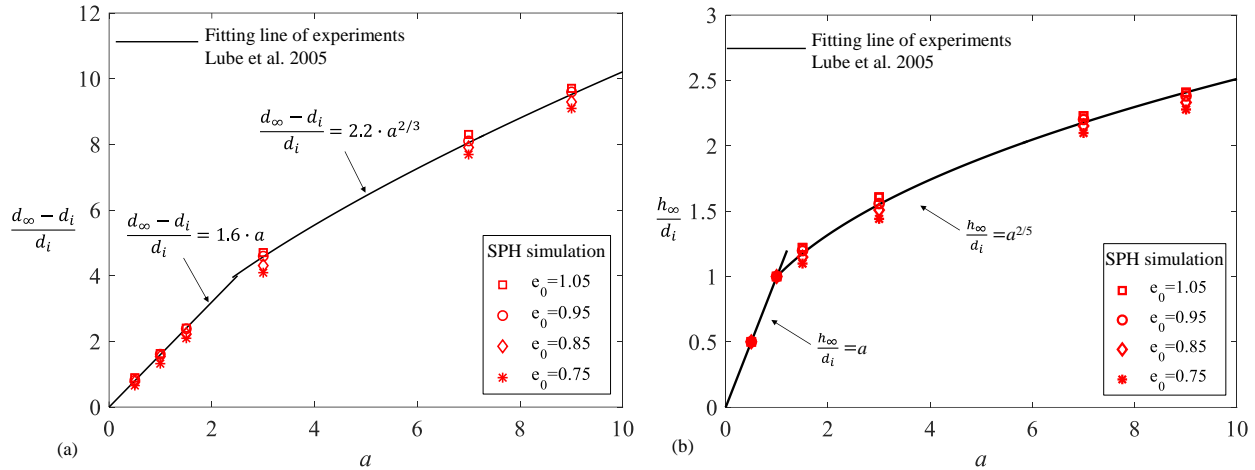 12
10
8
6
4
2
0
0
2
4
6
8
10
d∞ − di
di
a
(a)
Fitting line of experiments
Lube et al. 2005
d∞ − di
di
= 2.2 · a^2/3
d∞ − di
di
= 1.6 · a
SPH simulation
e0=1.05
e0=0.95
e0=0.85
e0=0.75
3
2.5
2
1.5
1
0.5
0
0
2
4
6
8
10
h∞
di
a
(b)
Fitting line of experiments
Lube et al. 2005
h∞
di
=a^2/5
h∞
di
=a
SPH simulation
e0=1.05
e0=0.95
e0=0.85
e0=0.75